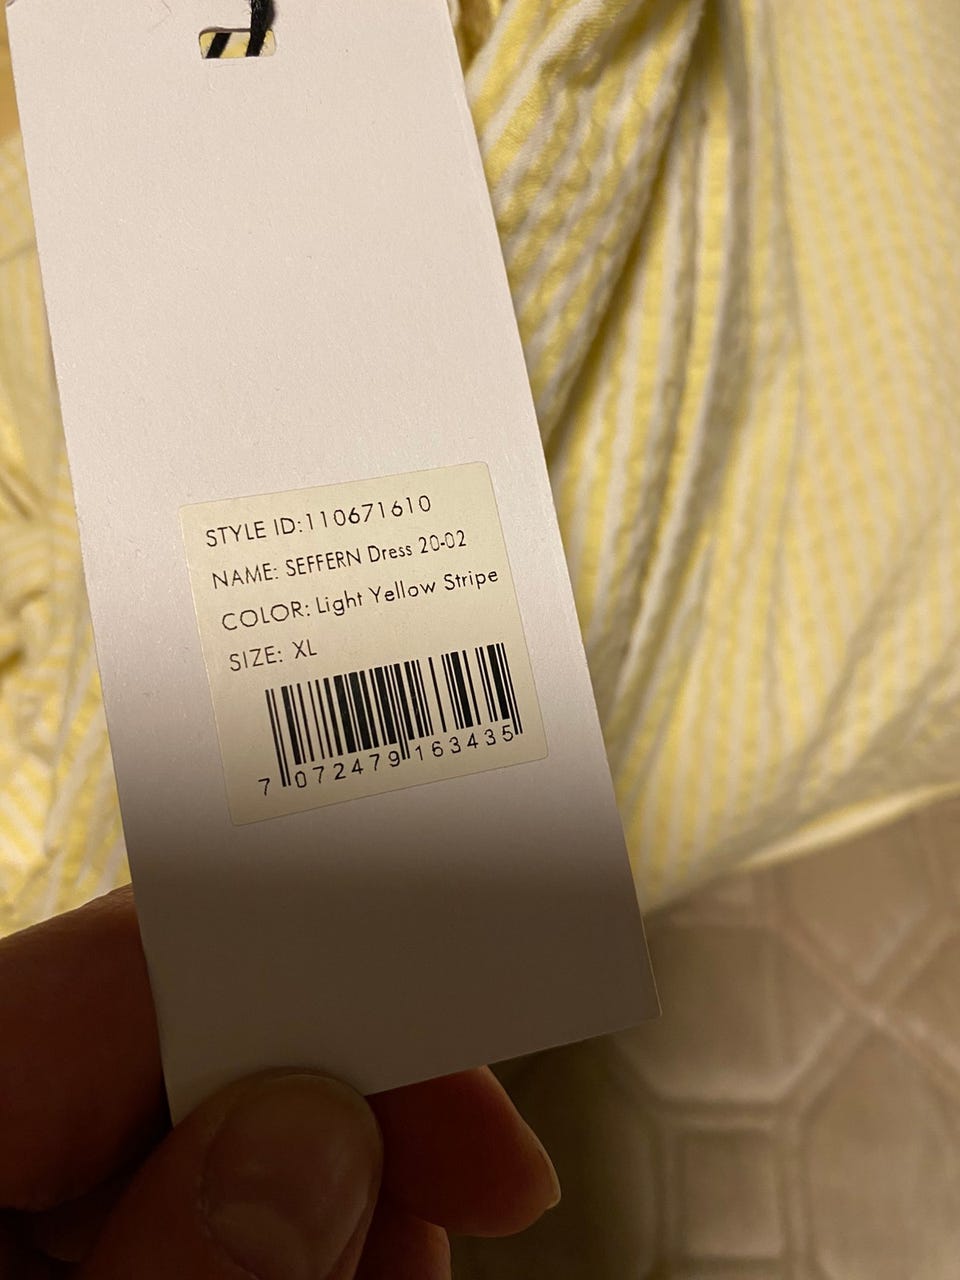 STYLE ID:110671610
NAME: SEFFERN Dress 20-02
COLOR: Light Yellow Stripe
SIZE: XL
7 072479 163435